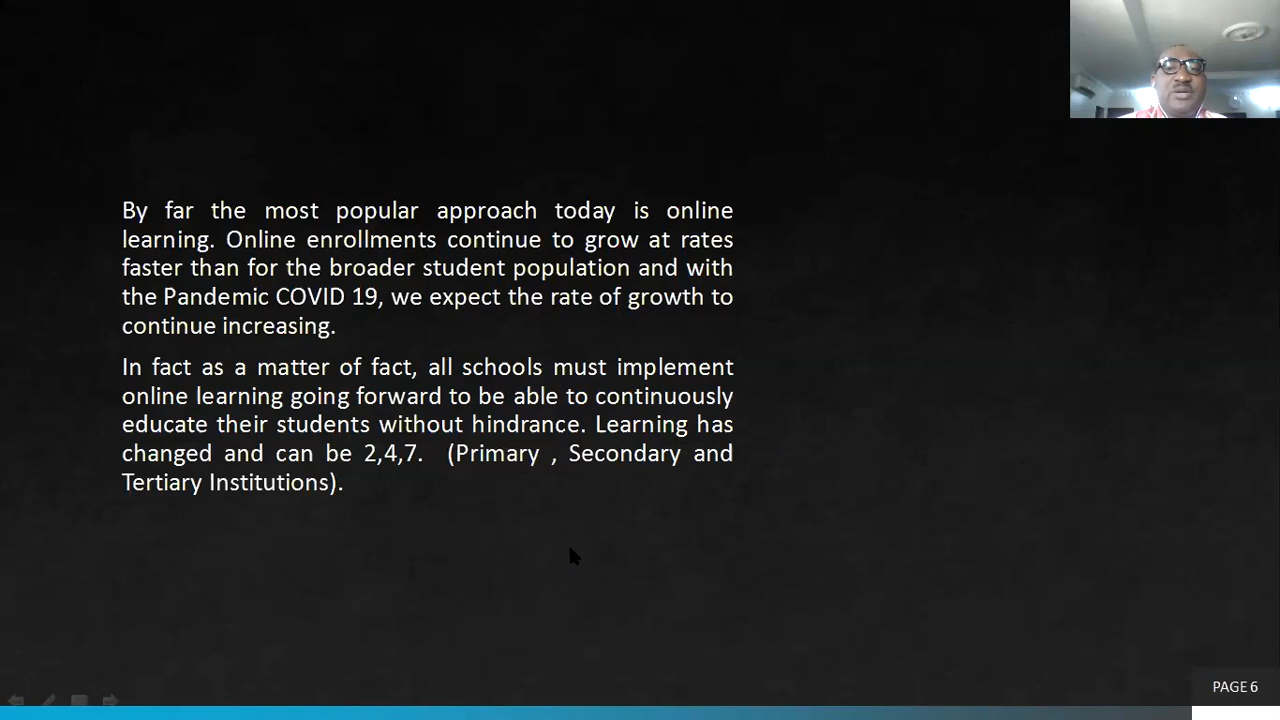 By far the most popular approach today is online
learning. Online enrollments continue to grow at rates
faster than for the broader student population and with
the Pandemic COVID 19, we expect the rate of growth to
continue increasing.
In fact as a matter of fact, all schools must implement
online learning going forward to be able to continuously
educate their students without hindrance. Learning has
changed and can be 2,4,7. (Primary , Secondary and
Tertiary Institutions).
PAGE 6